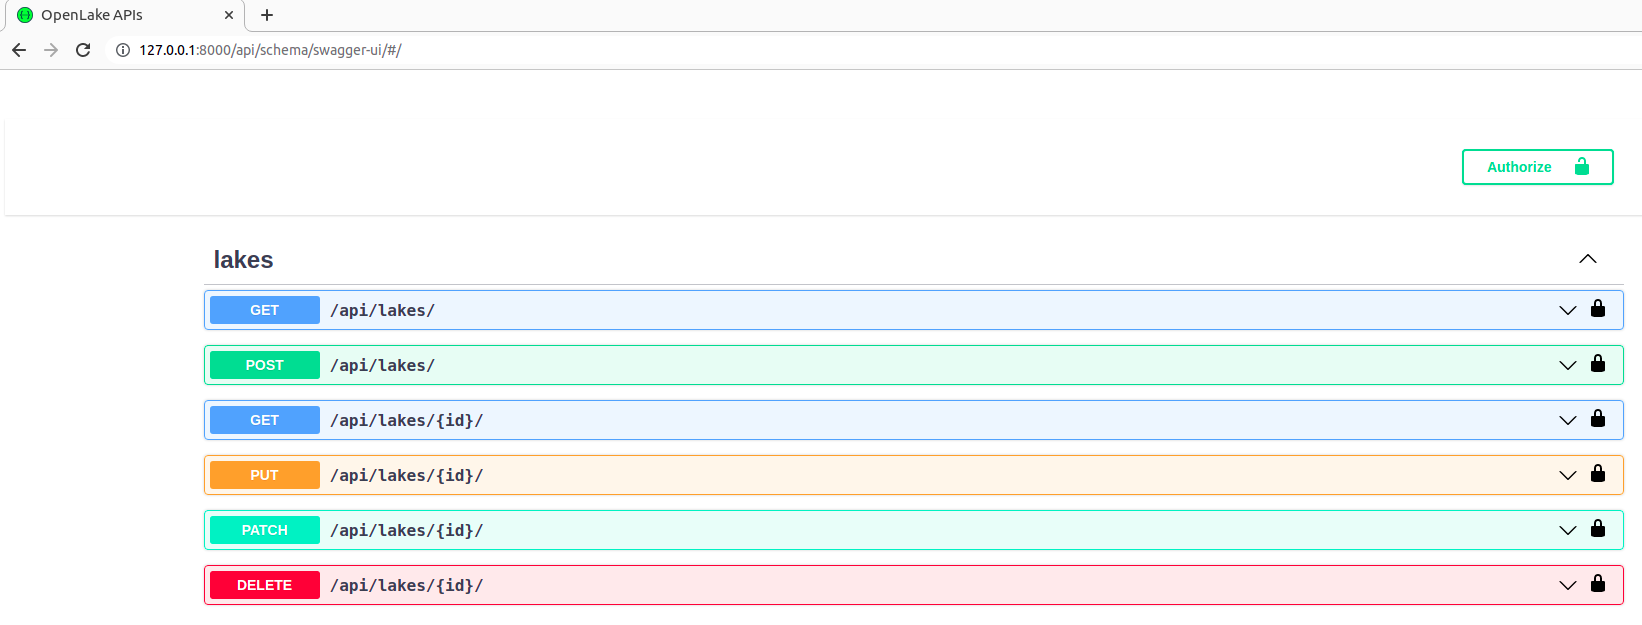 OpenLake APIs
127.0.0.1:8000/api/schema/swagger-ui/#/
Authorize
lakes
GET /api/lakes/
POST /api/lakes/
GET /api/lakes/{id}/
PUT /api/lakes/{id}/
PATCH /api/lakes/{id}/
DELETE /api/lakes/{id}/